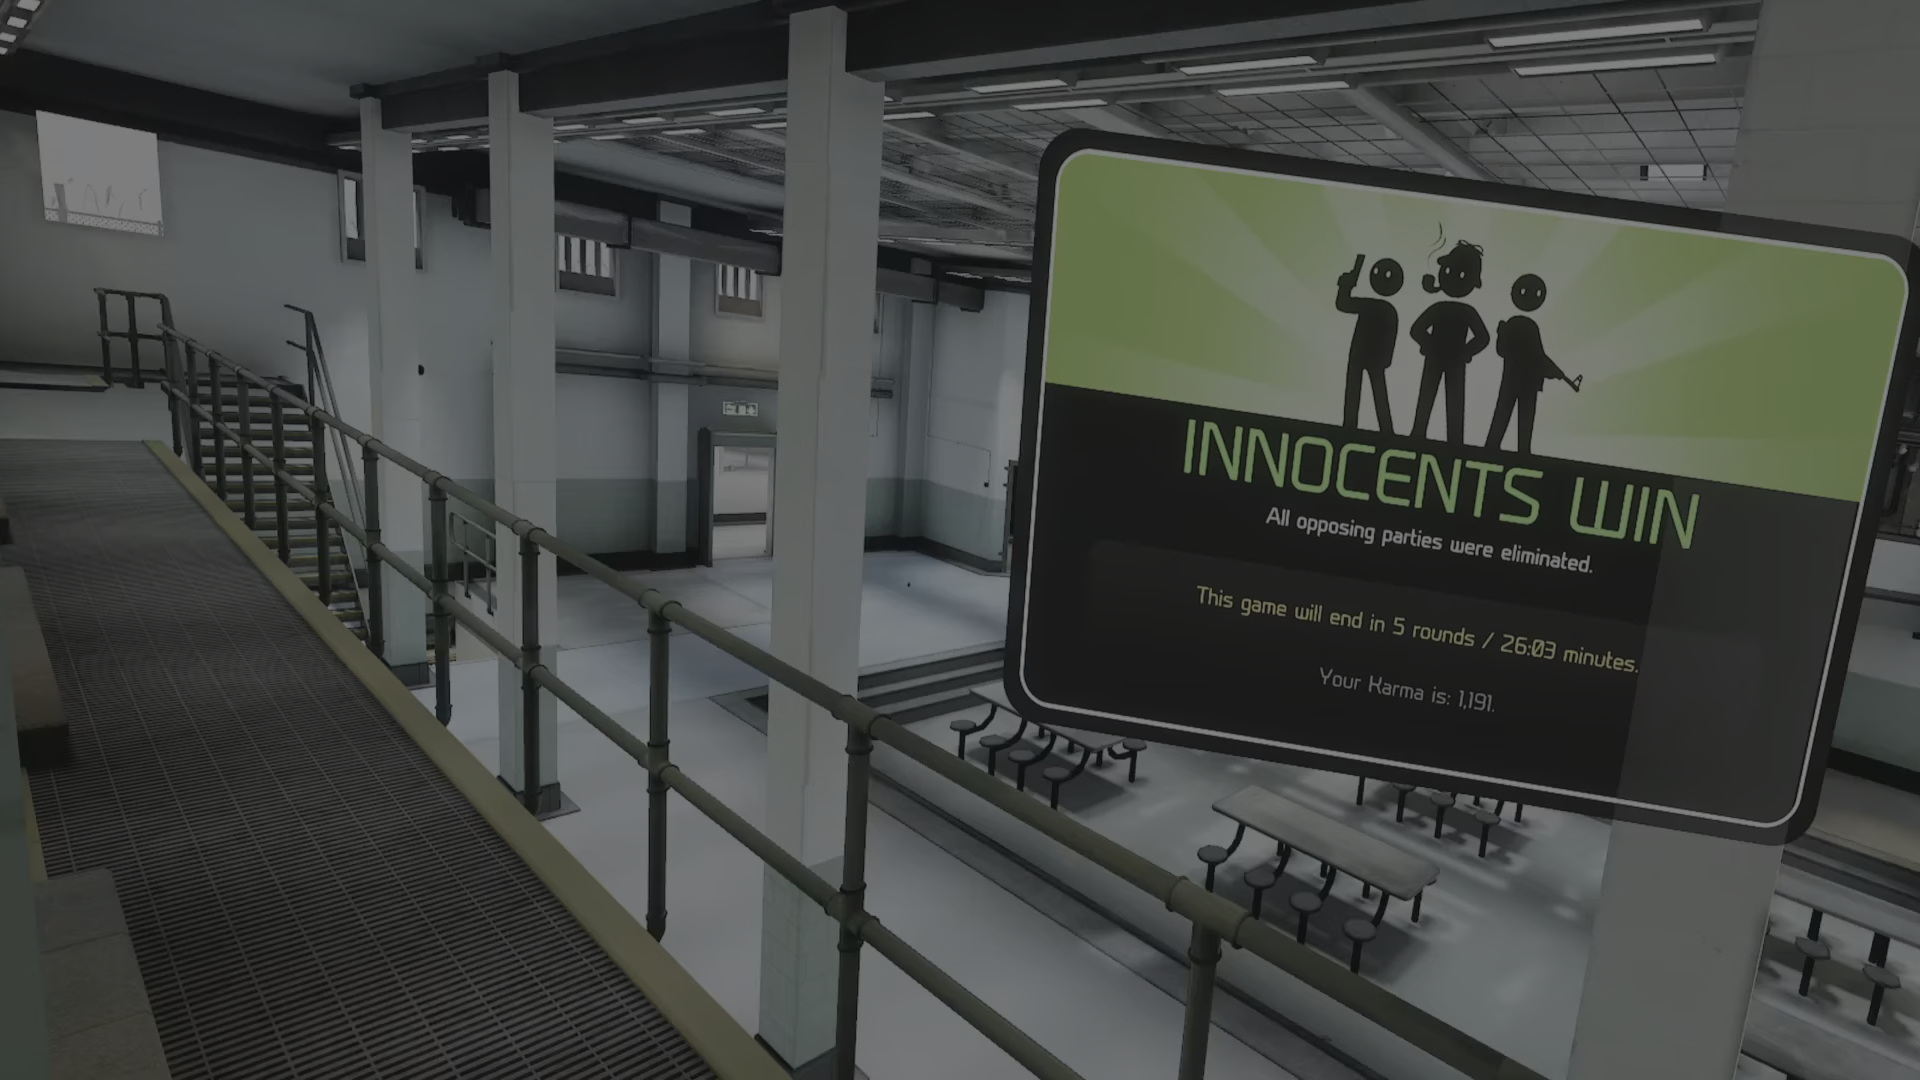 INNOCENTS WIN
All opposing parties were eliminated.
This game will end in 5 rounds / 26:03 minutes.
Your Karma is: 1,191.